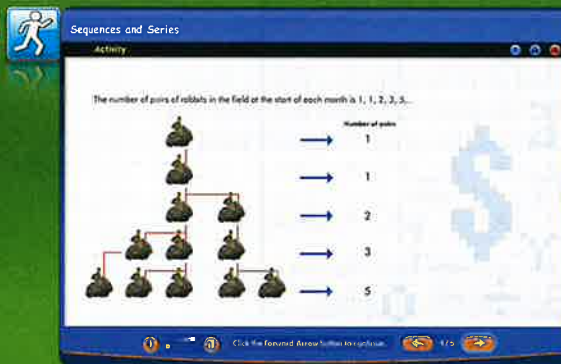 Sequences and Series
Activity
The number of pairs of rabbits in the field at the start of each month is 1, 1, 2, 3, 5,..
Number of pairs
1
1
2
3
5
Click the Forward Arrow button to continue.
4/5